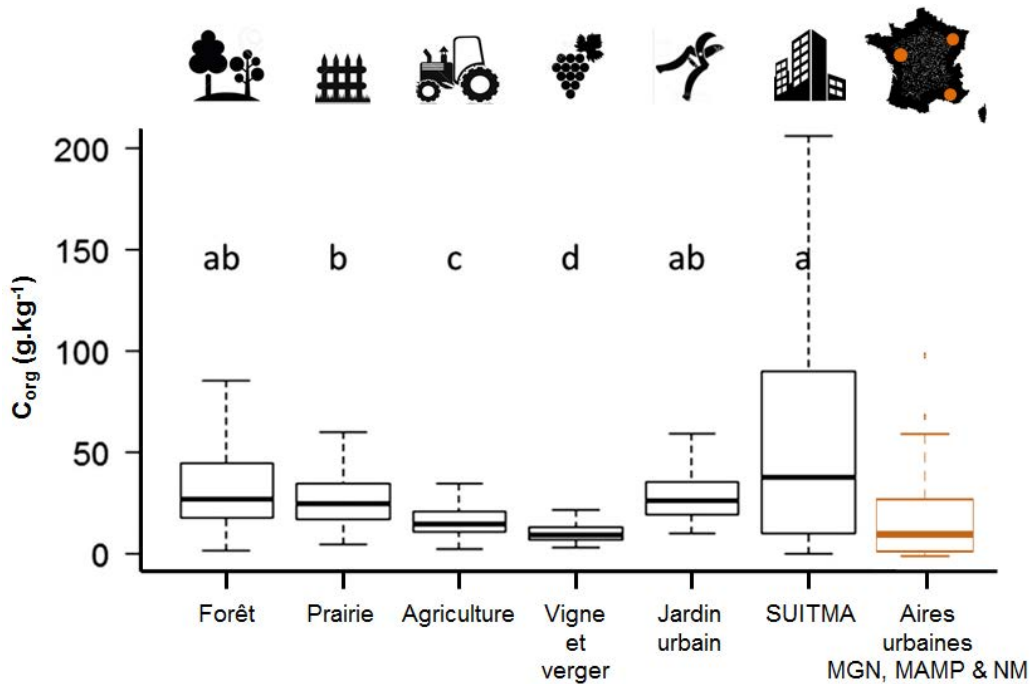 200
150
100
50
0
C_org (g.kg⁻¹)
ab
b
c
d
ab
a
Forêt
Prairie
Agriculture
Vigne
et
verger
Jardin
urbain
SUITMA
Aires
urbaines
MGN, MAMP & NM